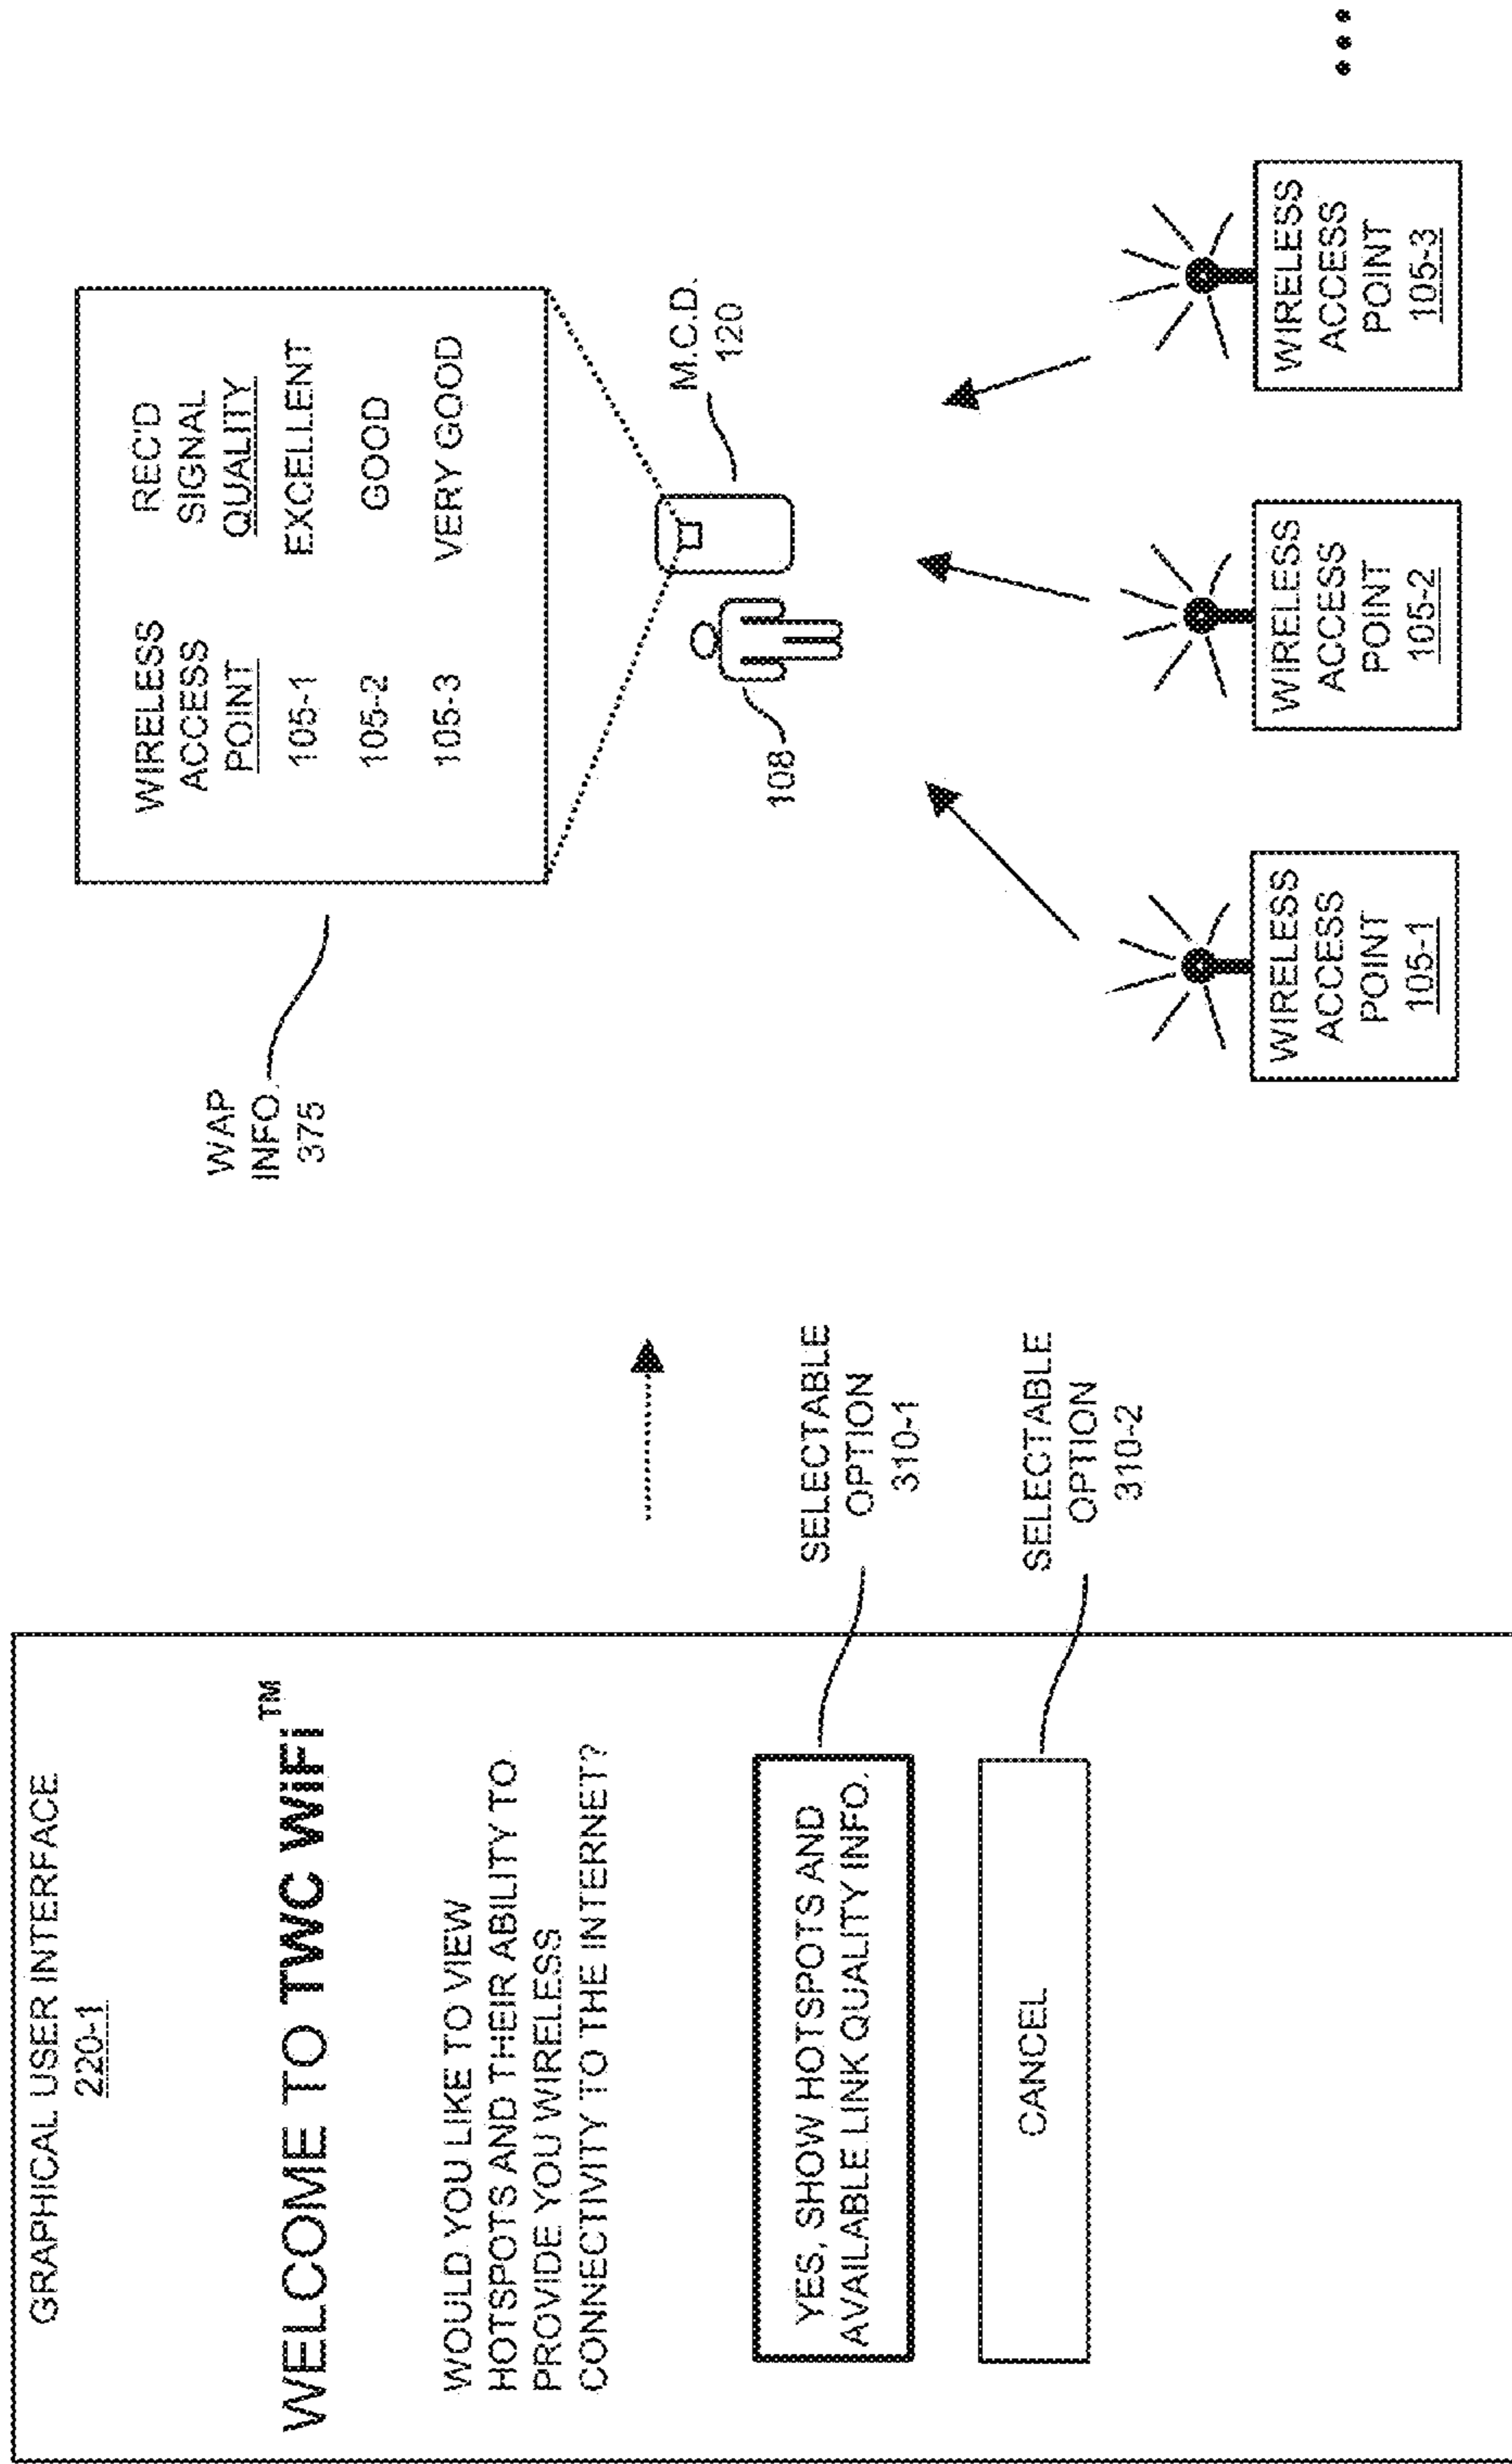 GRAPHICAL USER INTERFACE
220-1
WELCOME TO TWC WiFi™
WOULD YOU LIKE TO VIEW
HOTSPOTS AND THEIR ABILITY TO
PROVIDE YOU WIRELESS
CONNECTIVITY TO THE INTERNET?
YES, SHOW HOTSPOTS AND
AVAILABLE LINK QUALITY INFO.
CANCEL
SELECTABLE
OPTION
310-1
SELECTABLE
OPTION
310-2
WAP
INFO.
375
WIRELESS
ACCESS
POINT
REC'D
SIGNAL
QUALITY
105-1 EXCELLENT
105-2 GOOD
105-3 VERY GOOD
108
M.C.D.
120
WIRELESS
ACCESS
POINT
105-1
WIRELESS
ACCESS
POINT
105-2
WIRELESS
ACCESS
POINT
105-3